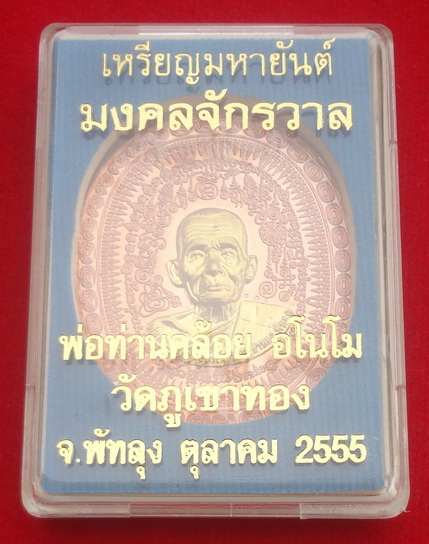 เหรียญมหายันต์
มงคลจักรวาล
พ่อท่านคล้อย อโนโม
วัดภูเขาทอง
จ.พัทลุง ตุลาคม 2555